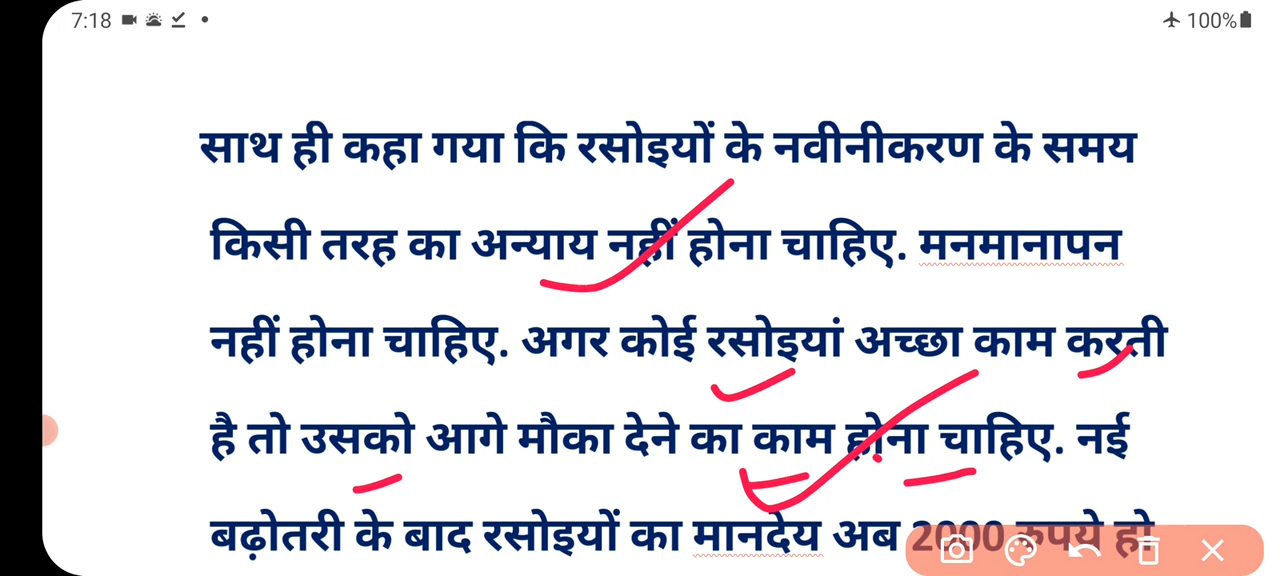 7:18
100%
साथ ही कहा गया कि रसोइयों के नवीनीकरण के समय
किसी तरह का अन्याय नहीं होना चाहिए. मनमानापन
नहीं होना चाहिए. अगर कोई रसोइयां अच्छा काम करती
है तो उसको आगे मौका देने का काम होना चाहिए. नई
बढ़ोतरी के बाद रसोइयों का मानदेय अब 2000 रुपये हो